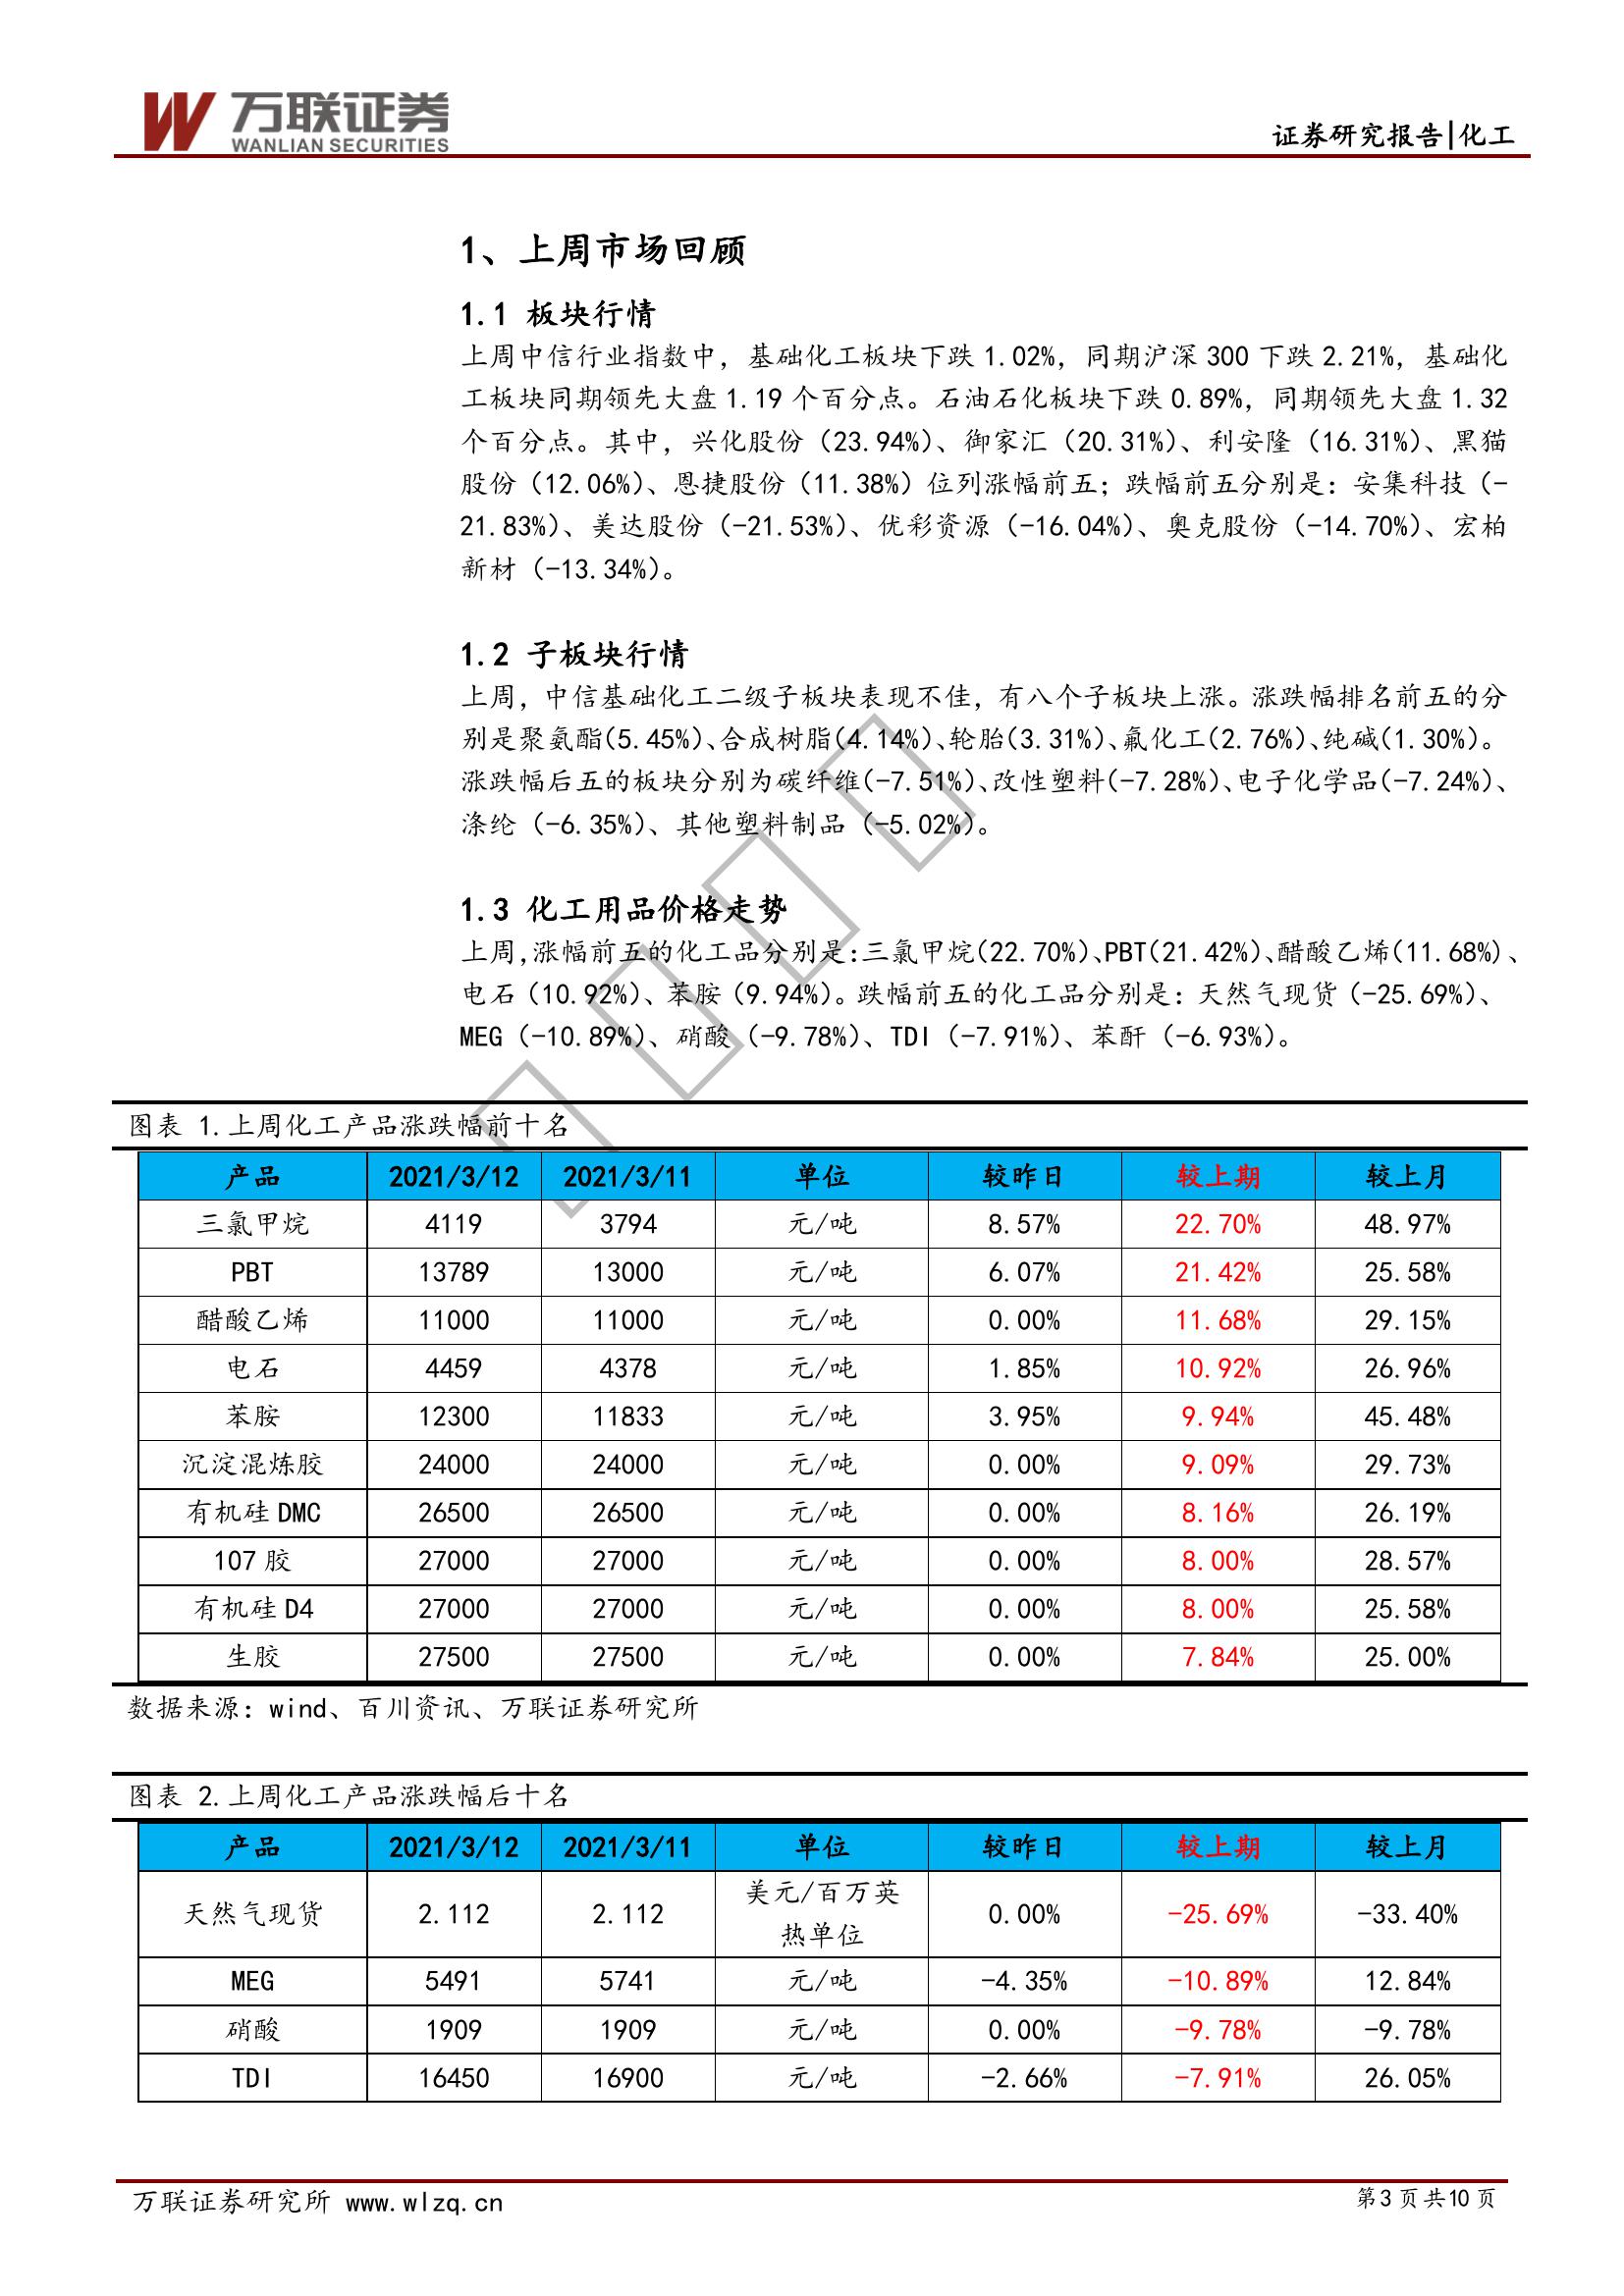 万联证券
WANLIAN SECURITIES
证券研究报告|化工
1、上周市场回顾
1.1 板块行情
上周中信行业指数中，基础化工板块下跌 1.02%，同期沪深 300 下跌 2.21%，基础化
工板块同期领先大盘 1.19 个百分点。石油石化板块下跌 0.89%，同期领先大盘 1.32
个百分点。其中，兴化股份（23.94%）、御家汇（20.31%）、利安隆（16.31%）、黑猫
股份（12.06%）、恩捷股份（11.38%）位列涨幅前五；跌幅前五分别是：安集科技（-
21.83%）、美达股份（-21.53%）、优彩资源（-16.04%）、奥克股份（-14.70%）、宏柏
新材（-13.34%）。
1.2 子板块行情
上周，中信基础化工二级子板块表现不佳，有八个子板块上涨。涨跌幅排名前五的分
别是聚氨酯(5.45%)、合成树脂(4.14%)、轮胎(3.31%)、氟化工(2.76%)、纯碱(1.30%)。
涨跌幅后五的板块分别为碳纤维(-7.51%)、改性塑料(-7.28%)、电子化学品(-7.24%)、
涤纶（-6.35%）、其他塑料制品（-5.02%）。
1.3 化工用品价格走势
上周,涨幅前五的化工品分别是:三氯甲烷(22.70%)、PBT(21.42%)、醋酸乙烯(11.68%)、
电石（10.92%）、苯胺（9.94%）。跌幅前五的化工品分别是：天然气现货（-25.69%）、
MEG（-10.89%）、硝酸（-9.78%）、TDI（-7.91%）、苯酐（-6.93%）。
图表 1.上周化工产品涨跌幅前十名
产品 2021/3/12 2021/3/11 单位 较昨日 较上期 较上月
三氯甲烷 4119 3794 元/吨 8.57% 22.70% 48.97%
PBT 13789 13000 元/吨 6.07% 21.42% 25.58%
醋酸乙烯 11000 11000 元/吨 0.00% 11.68% 29.15%
电石 4459 4378 元/吨 1.85% 10.92% 26.96%
苯胺 12300 11833 元/吨 3.95% 9.94% 45.48%
沉淀混炼胶 24000 24000 元/吨 0.00% 9.09% 29.73%
有机硅 DMC 26500 26500 元/吨 0.00% 8.16% 26.19%
107 胶 27000 27000 元/吨 0.00% 8.00% 28.57%
有机硅 D4 27000 27000 元/吨 0.00% 8.00% 25.58%
生胶 27500 27500 元/吨 0.00% 7.84% 25.00%
数据来源：wind、百川资讯、万联证券研究所
图表 2.上周化工产品涨跌幅后十名
产品 2021/3/12 2021/3/11 单位 较昨日 较上期 较上月
天然气现货 2.112 2.112 美元/百万英
热单位 0.00% -25.69% -33.40%
MEG 5491 5741 元/吨 -4.35% -10.89% 12.84%
硝酸 1909 1909 元/吨 0.00% -9.78% -9.78%
TDI 16450 16900 元/吨 -2.66% -7.91% 26.05%
万联证券研究所 www.wlzq.cn
第 3 页 共 10 页